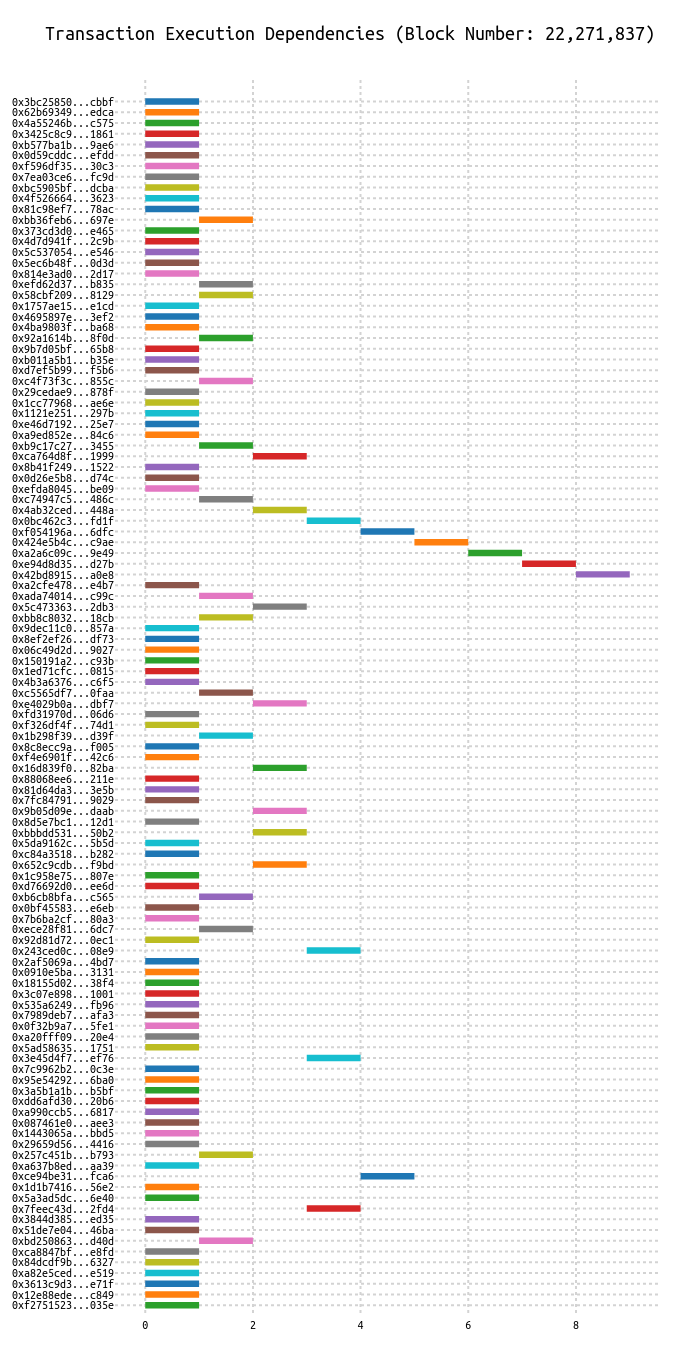 Transaction Execution Dependencies (Block Number: 22,271,837)
0x3bc25850...cbbf
0x62b69349...edca
0x4a55246b...c575
0x3425c8c9...1861
0xb577ba1b...9ae6
0x0d59cddc...efdd
0xf596df35...30c3
0x7ea03ce6...fc9d
0xbc5905bf...dcba
0x4f526664...3623
0x81c98ef7...78ac
0xbb36feb6...697e
0x373cd3d0...e465
0x4d7d941f...2c9b
0x5c537054...e546
0x5ec6b48f...0d3d
0x814e3ad0...2d17
0xefd62d37...b835
0x58cbf209...8129
0x1757ae15...e1cd
0x4695897e...3ef2
0x4ba9803f...ba68
0x92a1614b...8f0d
0x9b7d05bf...65b8
0xb011a5b1...b35e
0xd7ef5b99...f5b6
0xc4f73f3c...855c
0x29cedae9...878f
0x1cc77968...ae6e
0x1121e251...297b
0xe46d7192...25e7
0xa9ed852e...84c6
0xb9c17c27...3455
0xca764d8f...1999
0x8b41f249...1522
0x0d26e5b8...d74c
0xefda8045...be09
0xc74947c5...486c
0x4ab32ced...448a
0x0bc462c3...fd1f
0xf054196a...6dfc
0x424e5b4c...c9ae
0xa2a6c09c...9e49
0xe94d8d35...d27b
0x42bd8915...a0e8
0xa2cfe478...e4b7
0xada74014...c99c
0x5c473363...2db3
0xbb8c8032...18cb
0x9dec11c0...857a
0x8ef2ef26...df73
0x06c49d2d...9027
0x150191a2...c93b
0x1ed71cfc...0815
0x4b3a6376...c6f5
0xc5565df7...0faa
0xe4029b0a...dbf7
0xfd31970d...06d6
0xf326df4f...74d1
0x1b298f39...d39f
0x8c8ecc9a...f005
0xf4e6901f...42c6
0x16d839f0...82ba
0x88068ee6...211e
0x81d64da3...3e5b
0x7fc84791...9029
0x9b05d09e...daab
0x8d5e7bc1...12d1
0xbbbdd531...50b2
0x5da9162c...5b5d
0xc84a3518...b282
0x652c9cdb...f9bd
0x1c958e75...807e
0xd76692d0...ee6d
0xb6cb8bfa...c565
0x0bf45583...e6eb
0x7b6ba2cf...80a3
0xece28f81...6dc7
0x92d81d72...0ec1
0x243ced0c...08e9
0x2af5069a...4bd7
0x0910e5ba...3131
0x18155d02...38f4
0x3c07e898...1001
0x535a6249...fb96
0x7989deb7...afa3
0x0f32b9a7...5fe1
0xa20fff09...20e4
0x5ad58635...1751
0x3e45d4f7...ef76
0x7c9962b2...0c3e
0x95e54292...6ba0
0x3a5b1a1b...b5bf
0xdd6afd30...20b6
0xa990ccb5...6817
0x087461e0...aee3
0x1443065a...bbd5
0x29659d56...4416
0x257c451b...b793
0xa637b8ed...aa39
0xce94be31...fca6
0x1d1b7416...56e2
0x5a3ad5dc...6e40
0x7feec43d...2fd4
0x3844d385...ed35
0x51de7e04...46ba
0xbd250863...d40d
0xca8847bf...e8fd
0x84dcdf9b...6327
0xa82e5ced...e519
0x3613c9d3...e71f
0x12e88ede...c849
0xf2751523...035e
0 2 4 6 8